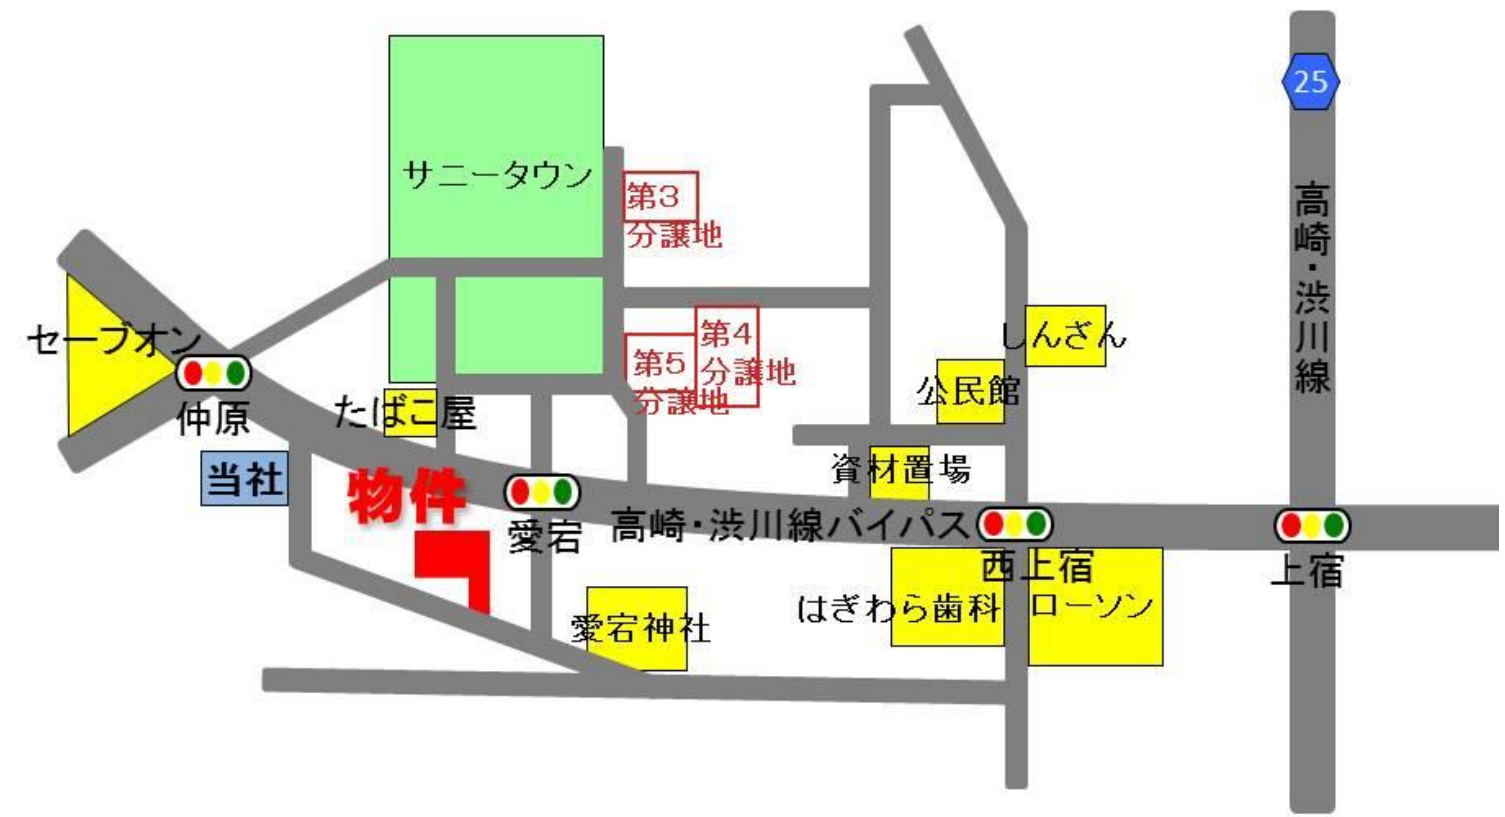 25
サニータウン
第3
分譲地
高崎・渋川線
セーブオン
第4
分譲地
しんざん
第5
分譲地
公民館
仲原
たばこ屋
当社
物件
資材置場
愛宕
高崎・渋川線バイパス
西上宿
上宿
愛宕神社
はぎわら歯科
ローソン